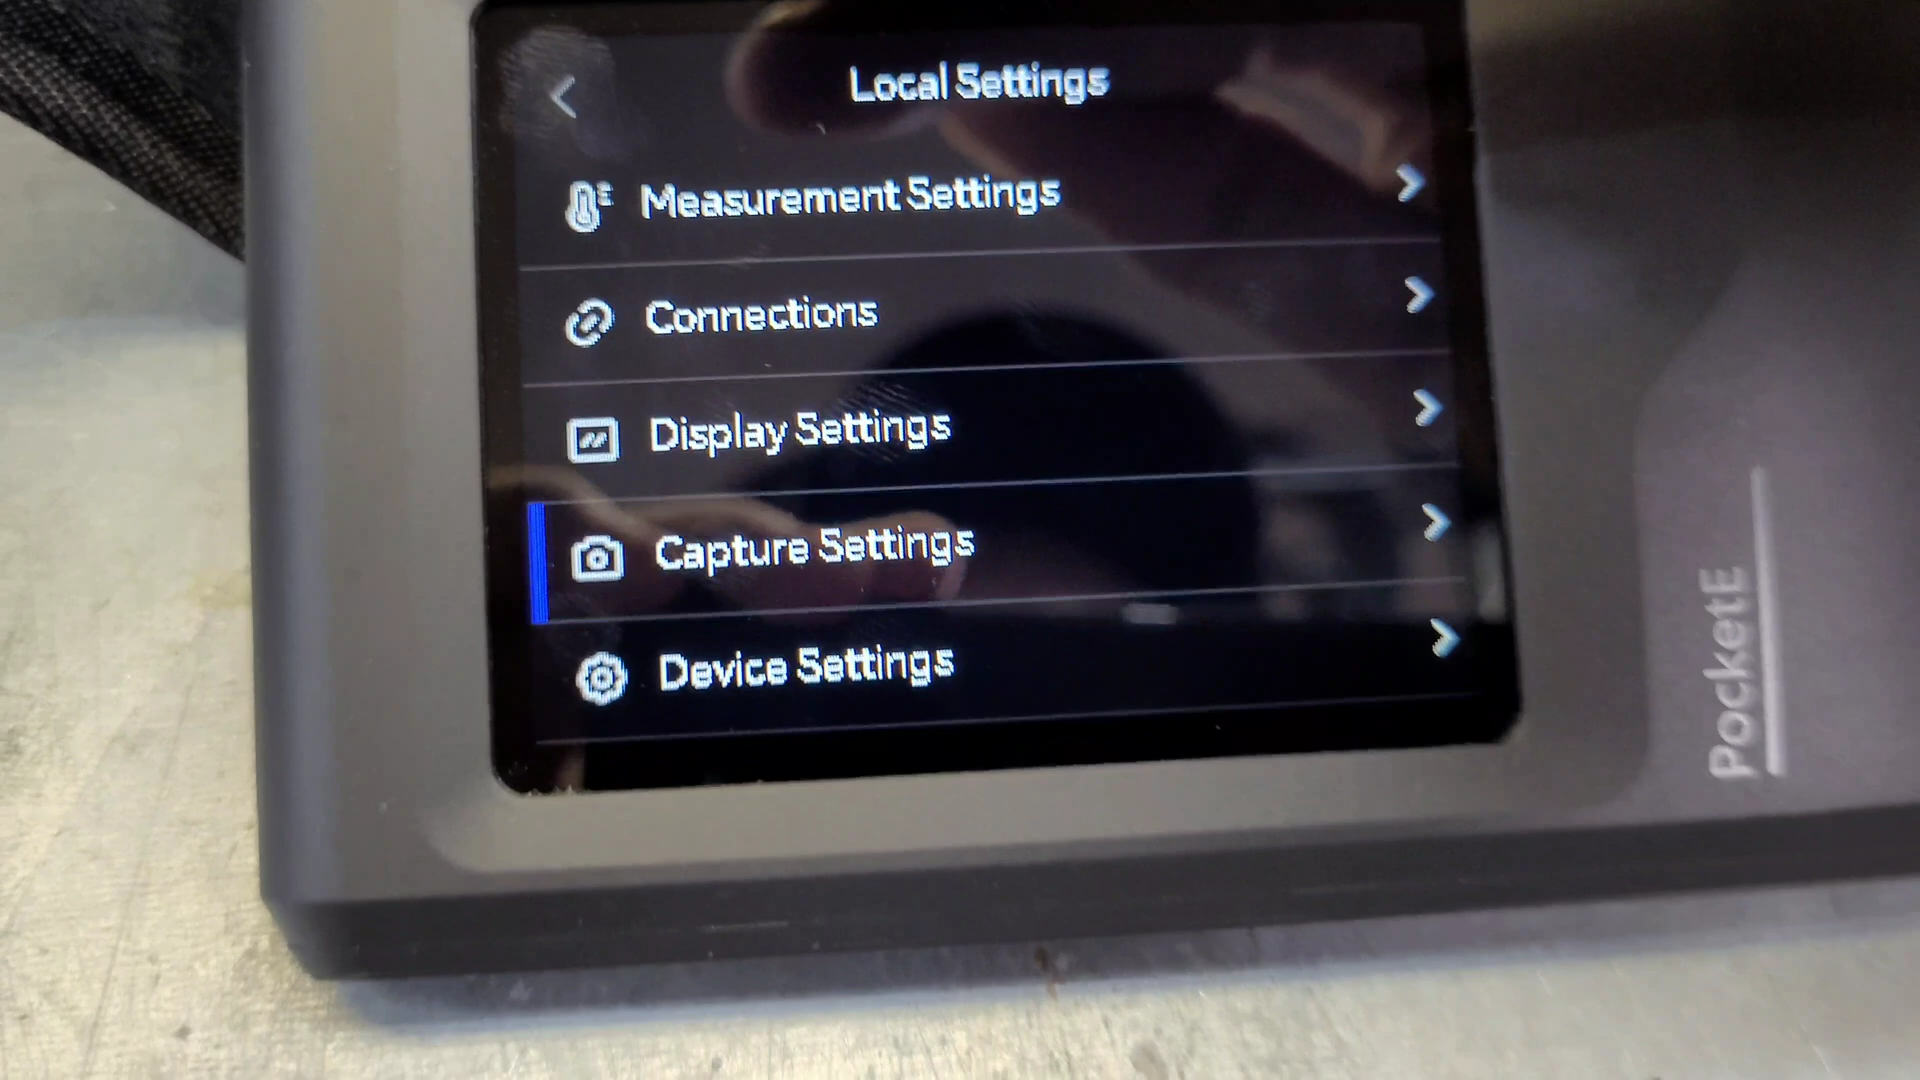 Local Settings
Measurement Settings
Connections
Display Settings
Capture Settings
Device Settings
PocketE